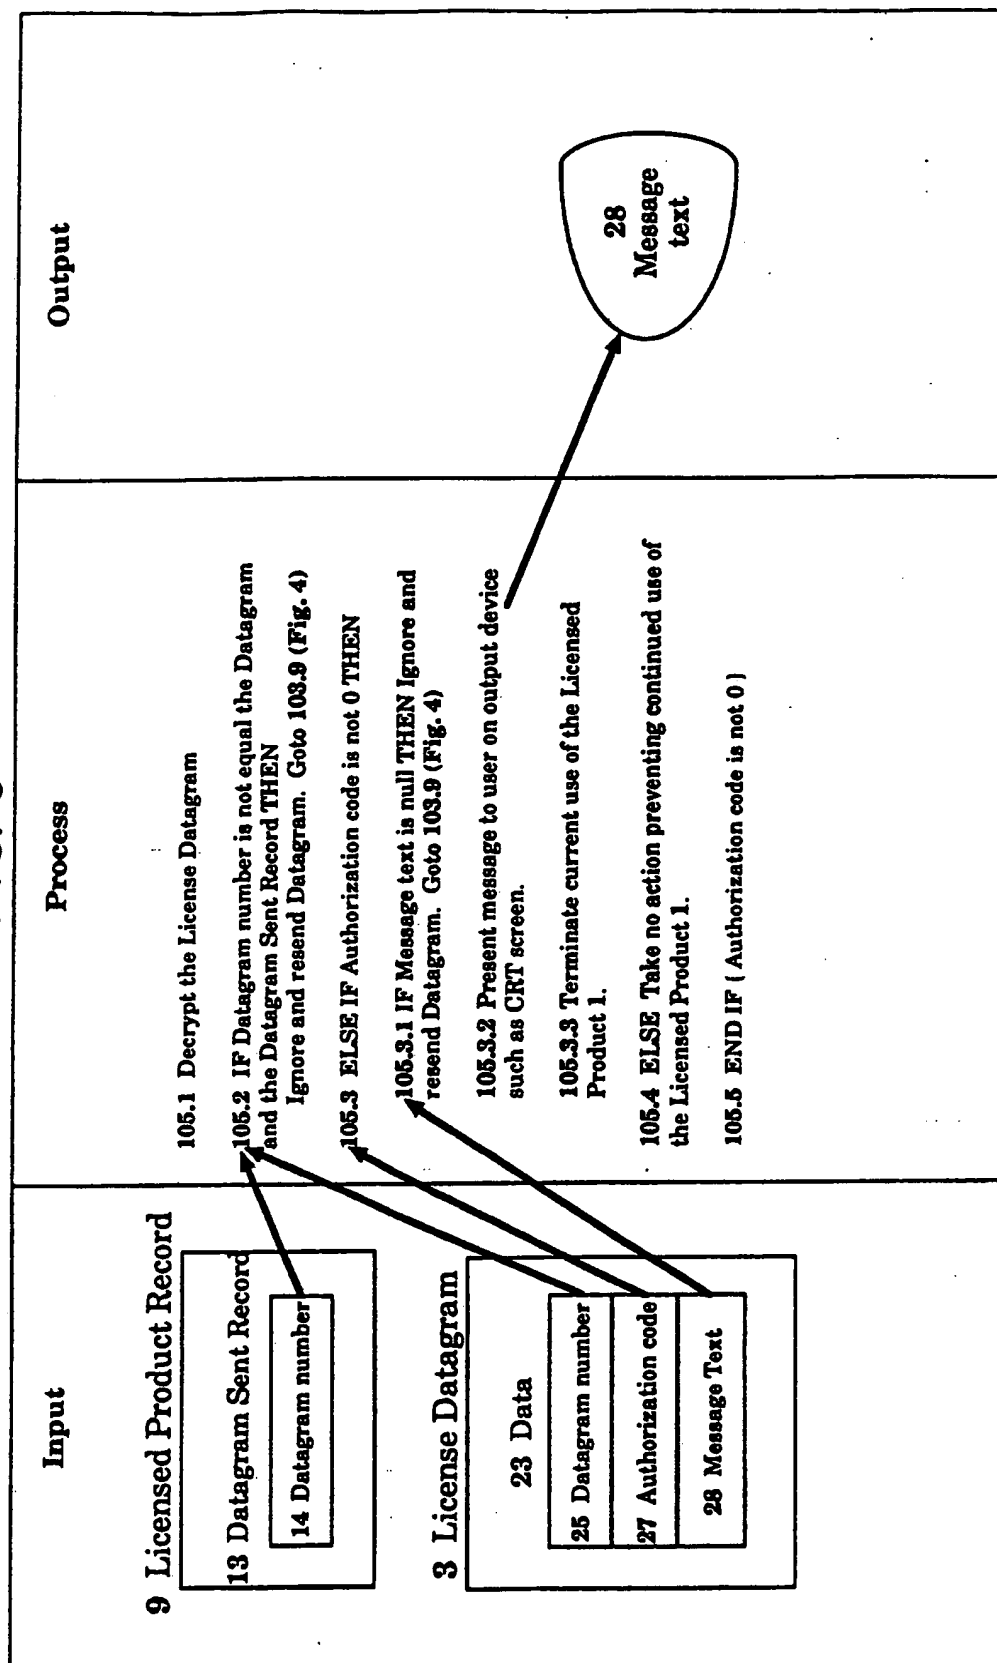 Input
Process
Output
9 Licensed Product Record
13 Datagram Sent Record
14 Datagram number
3 License Datagram
23 Data
25 Datagram number
27 Authorization code
28 Message Text
105.1 Decrypt the License Datagram
105.2 IF Datagram number is not equal the Datagram
and the Datagram Sent Record THEN
Ignore and resend Datagram. Goto 103.9 (Fig. 4)
105.3 ELSE IF Authorization code is not 0 THEN
105.3.1 IF Message text is null THEN Ignore and
resend Datagram. Goto 103.9 (Fig. 4)
105.3.2 Present message to user on output device
such as CRT screen.
105.3.3 Terminate current use of the Licensed
Product 1.
105.4 ELSE Take no action preventing continued use of
the Licensed Product 1.
105.5 END IF ( Authorization code is not 0 )
28
Message
text